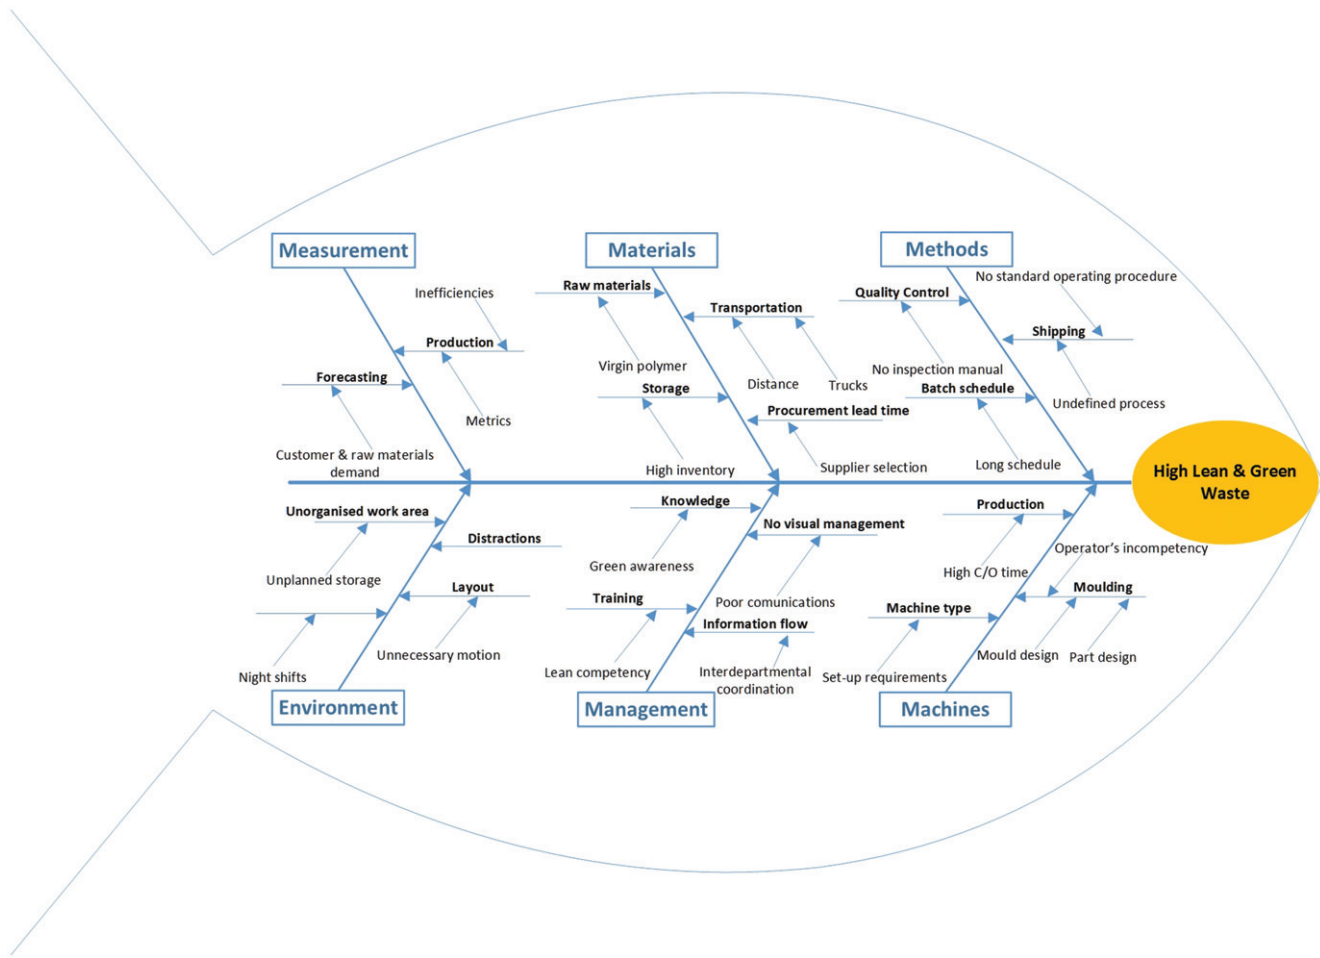 Measurement
Materials
Methods
No standard operating procedure
Inefficiencies
Raw materials
Quality Control
Transportation
Production
Shipping
Virgin polymer
No inspection manual
Forecasting
Distance
Trucks
Storage
Batch schedule
Undefined process
Metrics
Procurement lead time
Customer & raw materials
demand
High inventory
Supplier selection
Long schedule
High Lean & Green
Waste
Unorganised work area
Knowledge
Production
No visual management
Distractions
Operator's incompetency
Green awareness
High C/O time
Unplanned storage
Layout
Moulding
Training
Poor comunications
Machine type
Information flow
Unnecessary motion
Mould design
Part design
Night shifts
Lean competency
Interdepartmental
coordination
Set-up requirements
Environment
Management
Machines